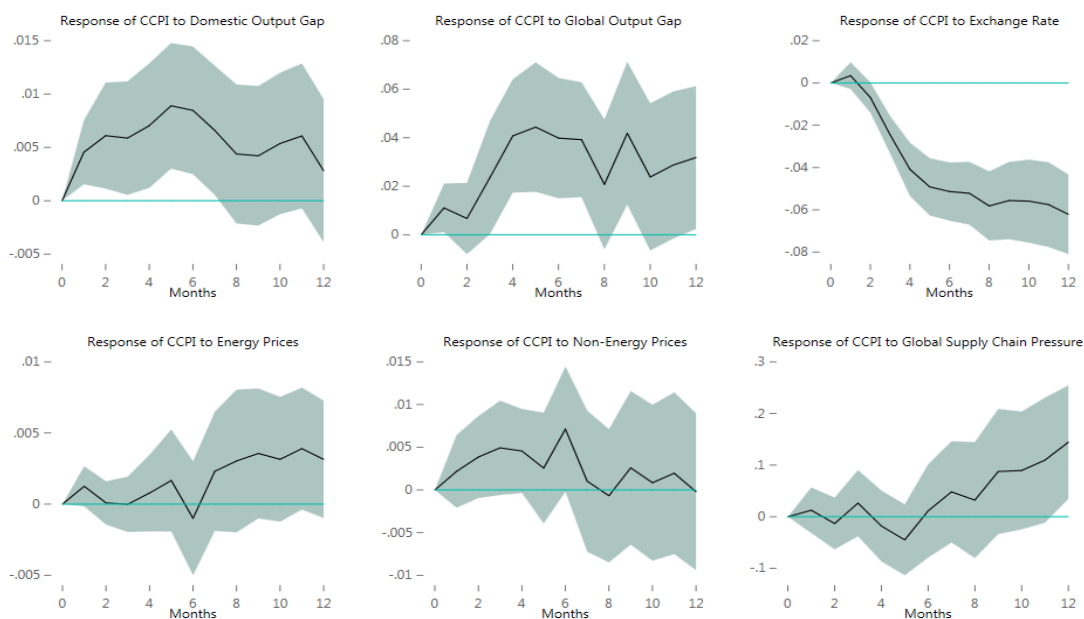 Response of CCPI to Domestic Output Gap
.015
.01
.005
0
-.005
0 2 4 6 8 10 12
Months
Response of CCPI to Global Output Gap
.08
.06
.04
.02
0
0 2 4 6 8 10 12
Months
Response of CCPI to Exchange Rate
.02
0
-.02
-.04
-.06
-.08
0 2 4 6 8 10 12
Months
Response of CCPI to Energy Prices
.01
.005
0
-.005
0 2 4 6 8 10 12
Months
Response of CCPI to Non-Energy Prices
.015
.01
.005
0
-.005
-.01
0 2 4 6 8 10 12
Months
Response of CCPI to Global Supply Chain Pressure
.3
.2
.1
0
-.1
0 2 4 6 8 10 12
Months